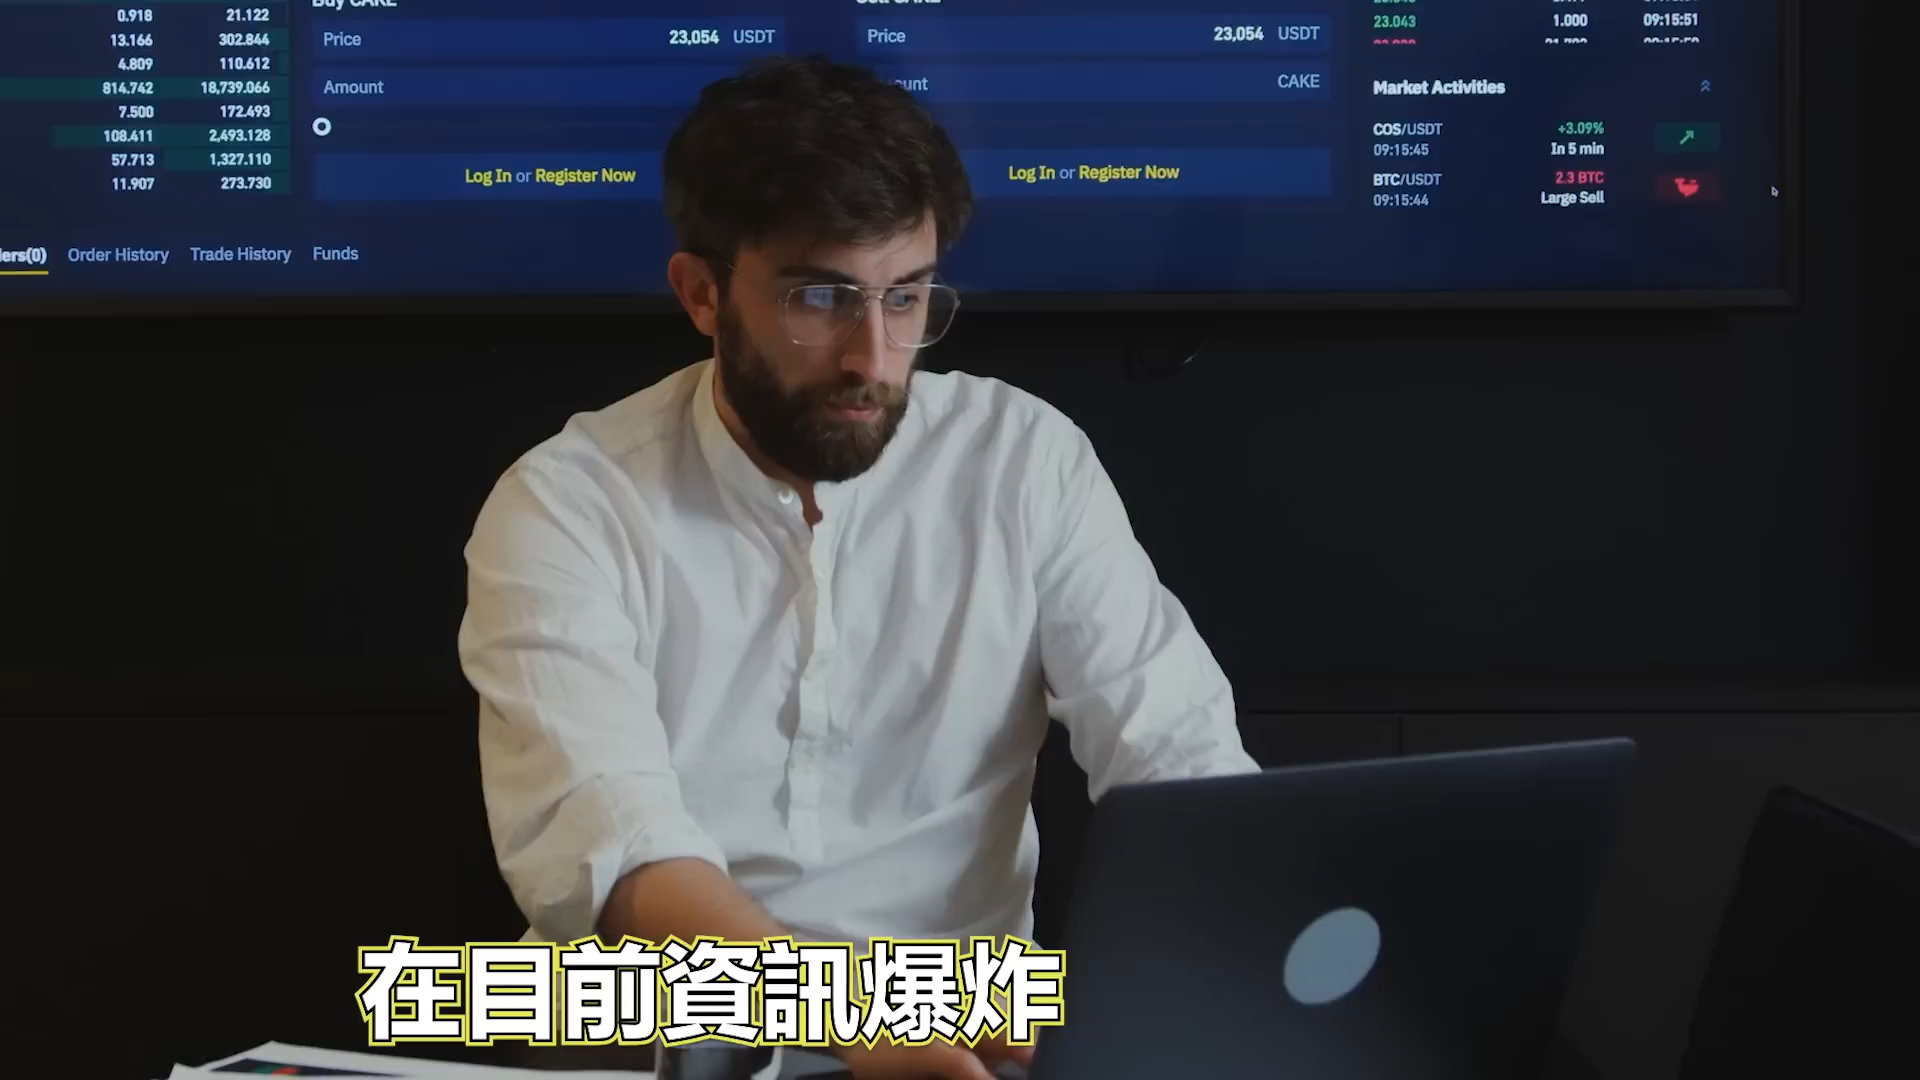 0.918 21.122
13.166 302.844
4.809 110.612
814.742 18,739.066
7.500 172.493
108.411 2,493.128
57.713 1,327.110
11.907 273.730
Order History Trade History Funds
Buy CAKE
Price 23,054 USDT
Amount
Log In or Register Now
Price 23,054 USDT
CAKE
Log In or Register Now
23.043 1.000 09:15:51
Market Activities
COS/USDT +3.09%
09:15:45 In 5 min
BTC/USDT 2.3 BTC
09:15:44 Large Sell
在目前資訊爆炸